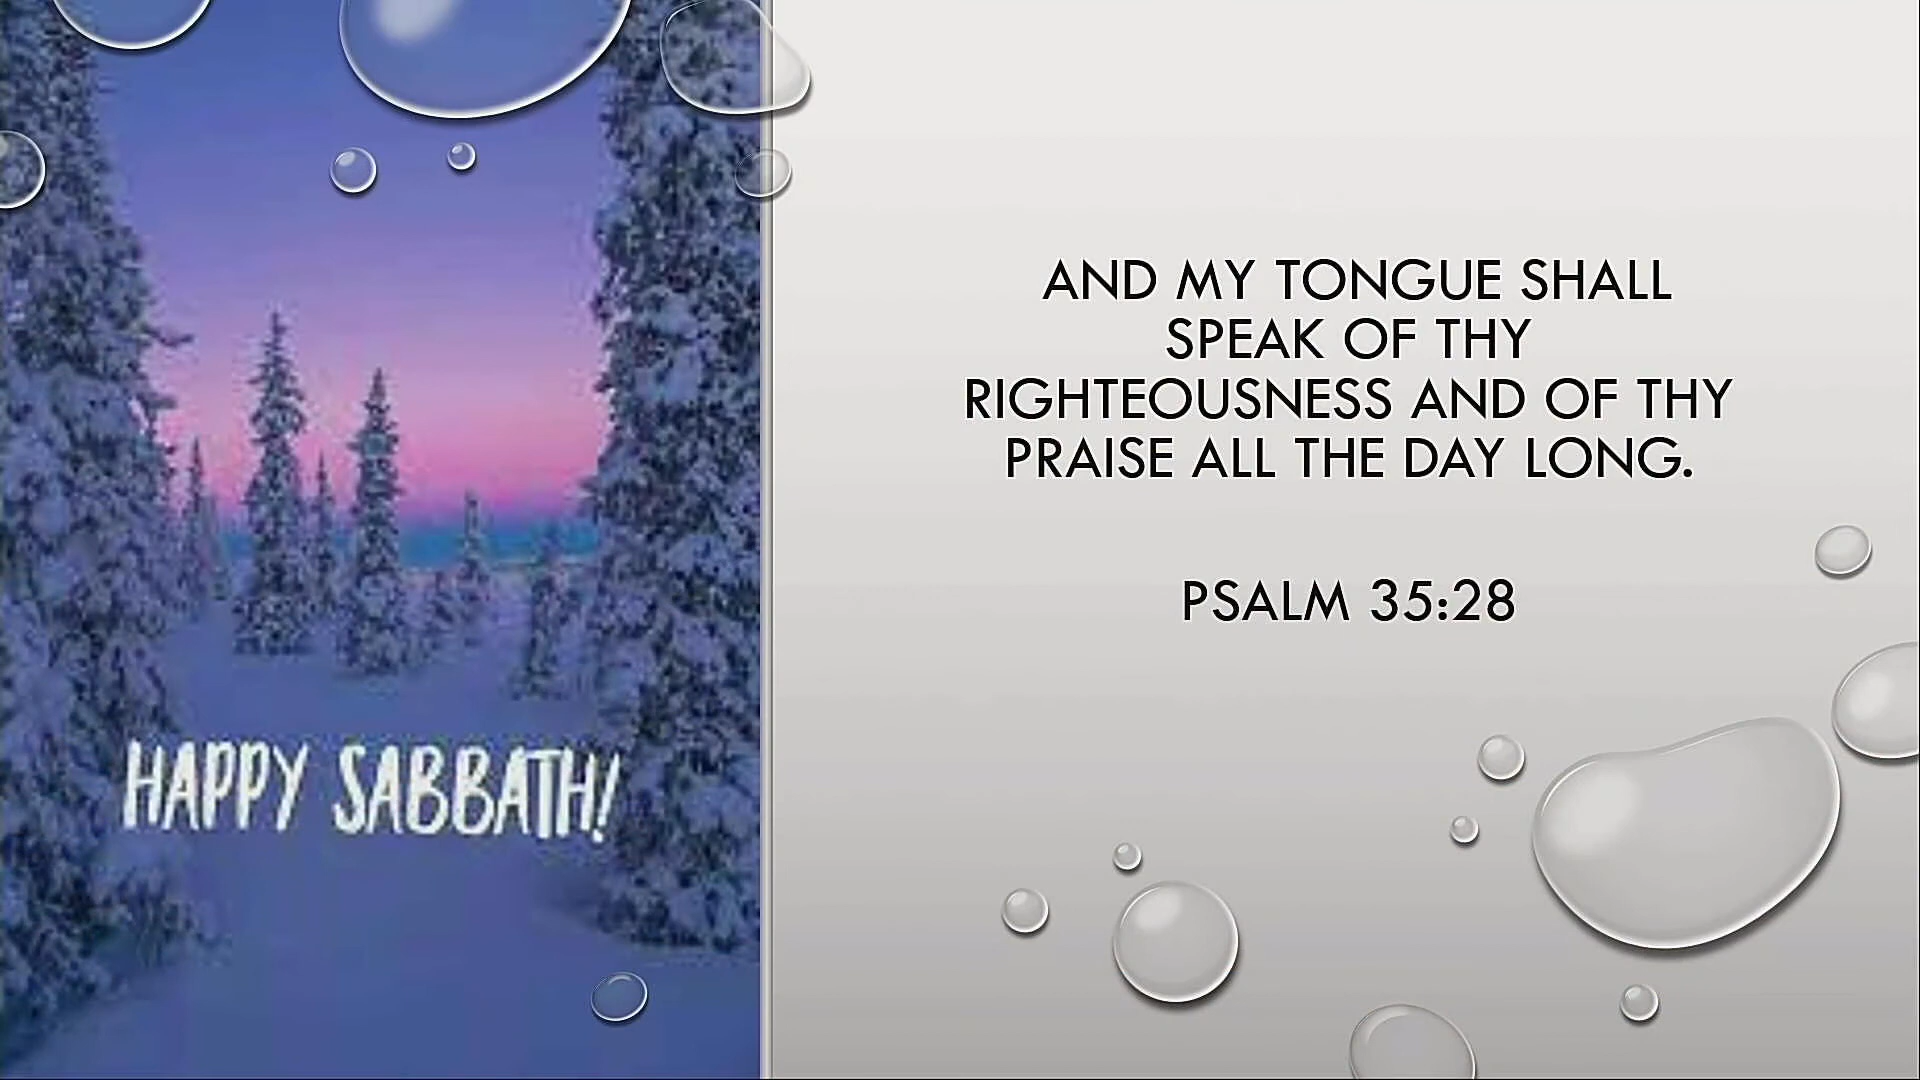 HAPPY SABBATH!
AND MY TONGUE SHALL
SPEAK OF THY
RIGHTEOUSNESS AND OF THY
PRAISE ALL THE DAY LONG.
PSALM 35:28